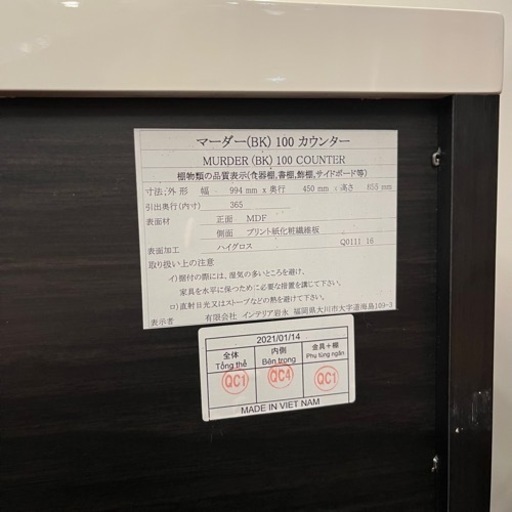 マーダー(BK) 100 カウンター
MURDER (BK) 100 COUNTER
棚物類の品質表示(食器棚,書棚,飾棚,サイドボード等)
寸法;外形 幅 994 mm x 奥行 450 mm x 高さ 855 mm
引出奥行(内寸) 365
表面材 正面 MDF
側面 プリント紙化粧繊維板
表面加工 ハイグロス Q0111 16
取り扱い上の注意
イ)据付の際には、湿気の多いところを避け、
家具を水平に保つために必要な措置を講じて下さい。
ロ)直射日光又はストーブなどの熱を避けて下さい。
表示者 有限会社 インテリア岩永 福岡県大川市大字道海島109-3
2021/01/14
全体 内側 金具+棚
Tổng thể Bên trong Phụ tùng ngăn
QC1 QC4 QC1
MADE IN VIET NAM